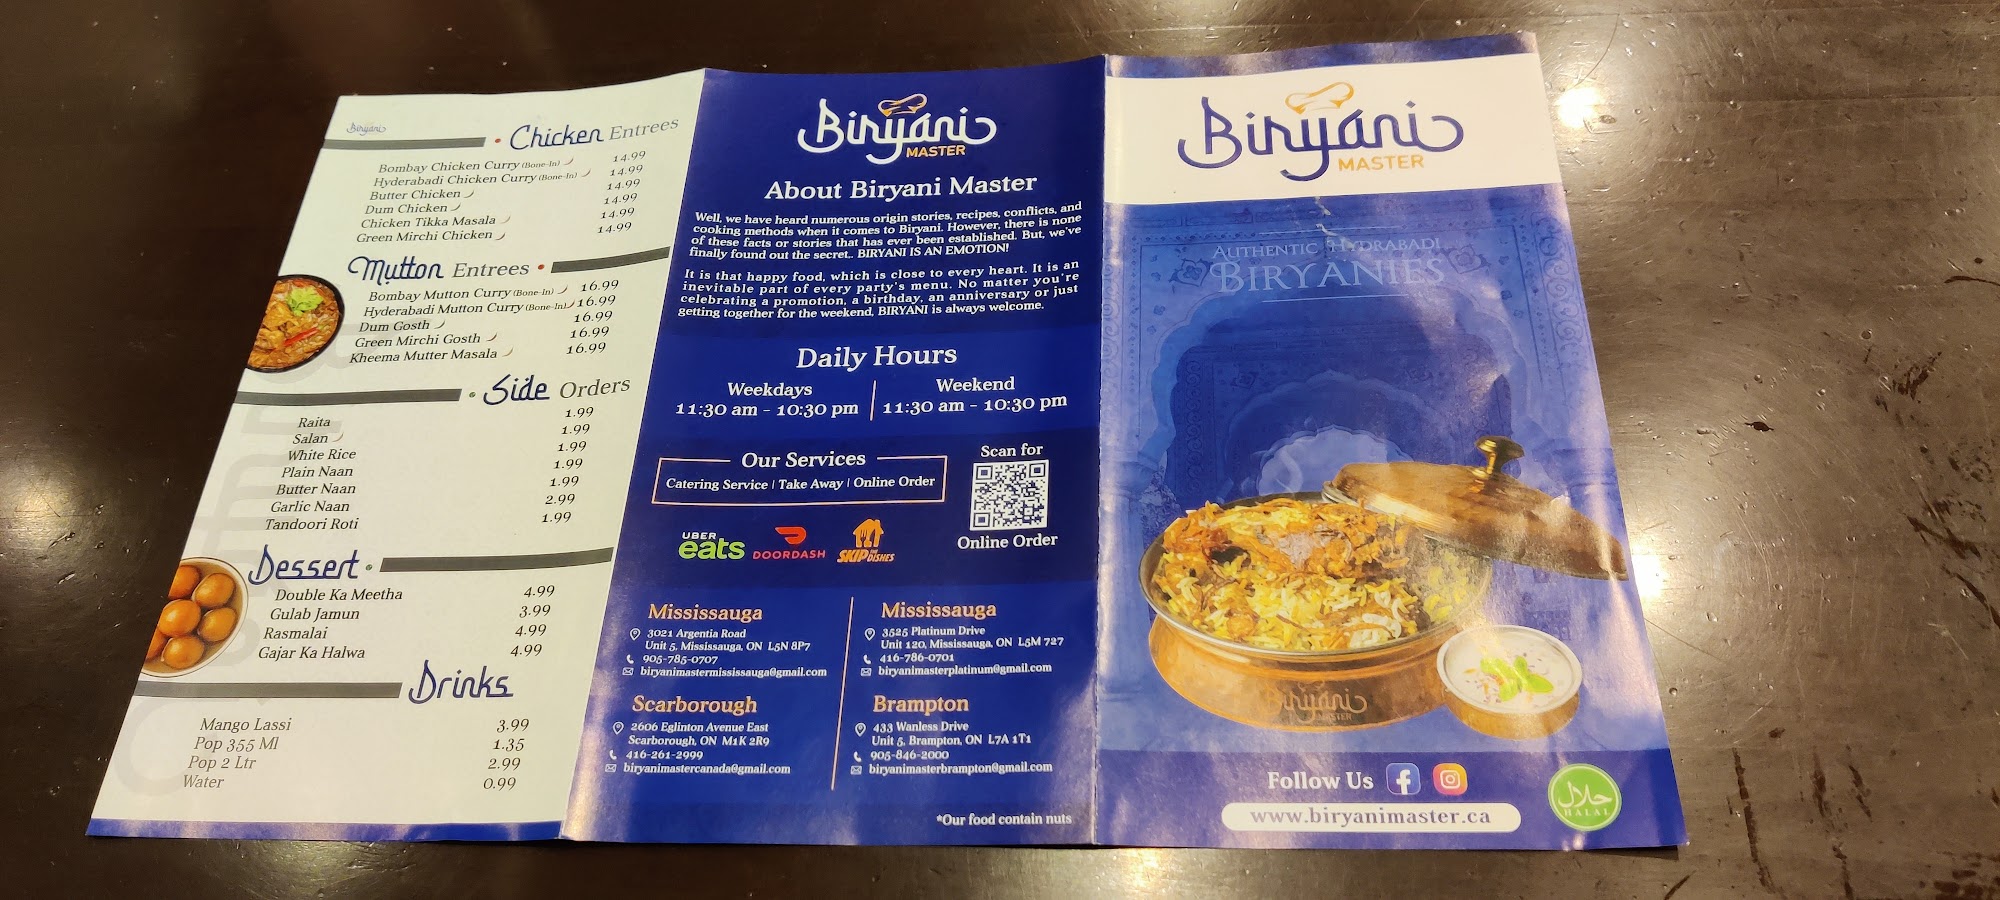 Biryani
Chicken Entrees
Bombay Chicken Curry (Bone-In) 14.99
Hyderabadi Chicken Curry (Bone-In) 14.99
Butter Chicken 14.99
Dum Chicken 14.99
Chicken Tikka Masala 14.99
Green Mirchi Chicken 14.99
Mutton Entrees
Bombay Mutton Curry (Bone-In) 16.99
Hyderabadi Mutton Curry (Bone-In) 16.99
Dum Gosth 16.99
Green Mirchi Gosth 16.99
Kheema Mutter Masala 16.99
Side Orders
Raita 1.99
Salan 1.99
White Rice 1.99
Plain Naan 1.99
Butter Naan 1.99
Garlic Naan 2.99
Tandoori Roti 1.99
Dessert
Double Ka Meetha 4.99
Gulab Jamun 3.99
Rasmalai 4.99
Gajar Ka Halwa 4.99
Drinks
Mango Lassi 3.99
Pop 355 Ml 1.35
Pop 2 Ltr 2.99
Water 0.99
Biryani
MASTER
About Biryani Master
Well, we have heard numerous origin stories, recipes, conflicts, and
cooking methods when it comes to Biryani. However, there is none
of these facts or stories that has ever been established. But, we've
finally found out the secret.. BIRYANI IS AN EMOTION!
It is that happy food, which is close to every heart. It is an
inevitable part of every party's menu. No matter you're
celebrating a promotion, a birthday, an anniversary or just
getting together for the weekend, BIRYANI is always welcome.
Daily Hours
Weekdays
11:30 am - 10:30 pm
Weekend
11:30 am - 10:30 pm
Our Services
Catering Service | Take Away | Online Order
Scan for
Online Order
UBER
eats
DOORDASH
SKIP THE
DISHES
Mississauga
3021 Argentia Road
Unit 5, Mississauga, ON L5N 8P7
905-785-0707
biryanimastermississauga@gmail.com
Mississauga
3525 Platinum Drive
Unit 120, Mississauga, ON L5M 727
416-786-0701
biryanimasterplatinum@gmail.com
Scarborough
2606 Eglinton Avenue East
Scarborough, ON M1K 2R9
416-261-2999
biryanimastercanada@gmail.com
Brampton
433 Wanless Drive
Unit 5, Brampton, ON L7A 1T1
905-846-2000
biryanimasterbrampton@gmail.com
*Our food contain nuts
Biryani
MASTER
AUTHENTIC HYDRABADI
BIRYANIES
Biryani
MASTER
Follow Us
www.biryanimaster.ca
حلال
HALAL